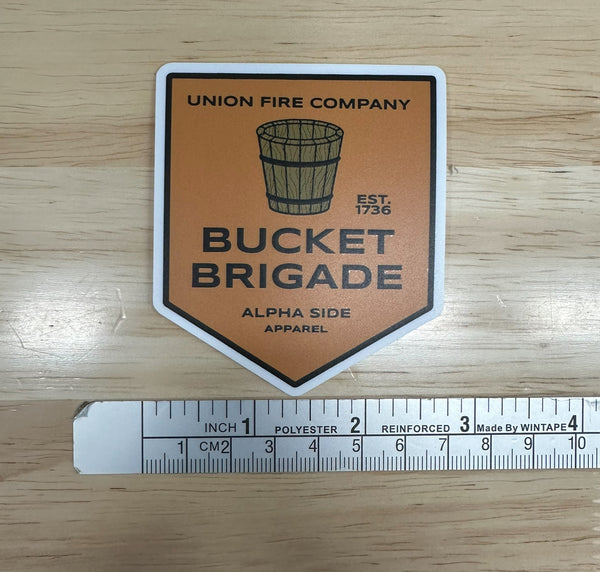 UNION FIRE COMPANY
EST.
1736
BUCKET
BRIGADE
ALPHA SIDE
APPAREL
INCH 1 POLYESTER 2 REINFORCED 3 Made By WINTAPE 4
1 CM2 3 4 5 6 7 8 9 10